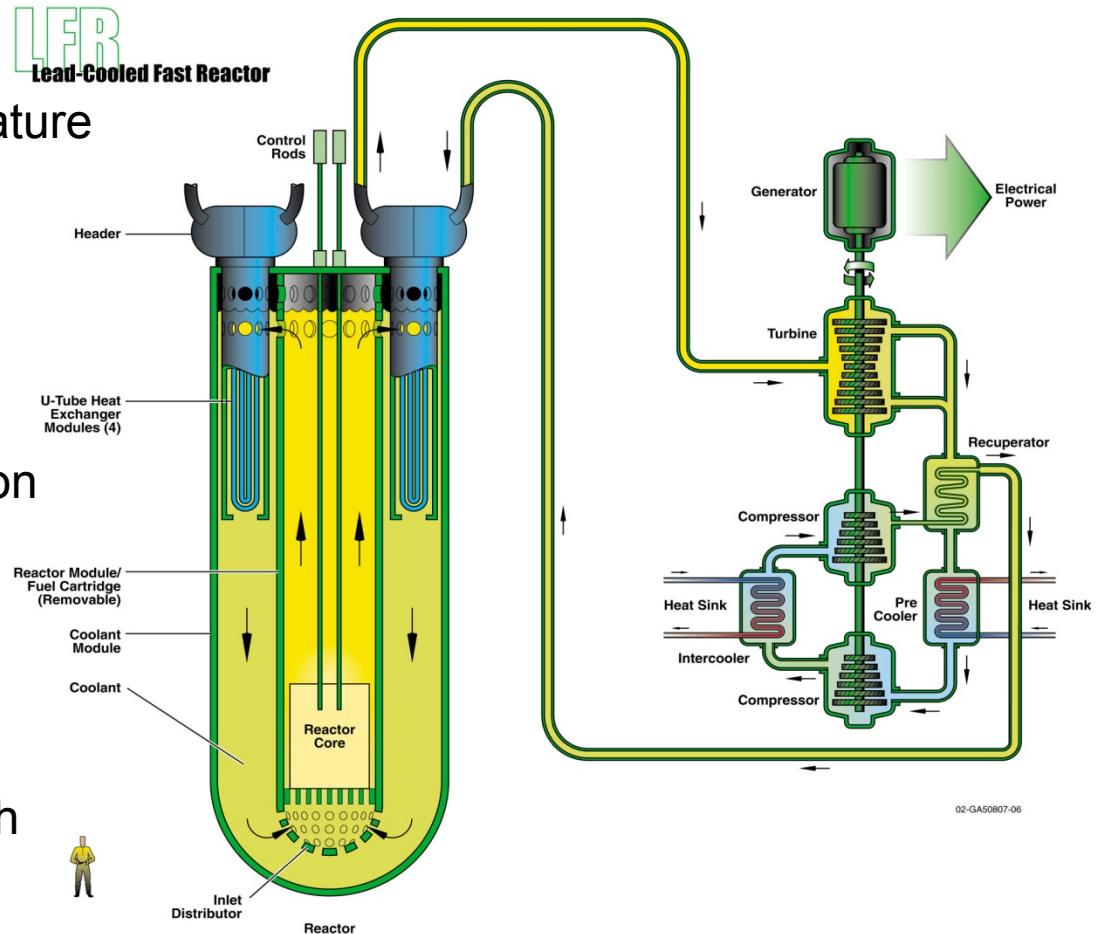 LFR
Lead-Cooled Fast Reactor
ature
on
h
Control
Rods
Header
U-Tube Heat
Exchanger
Modules (4)
Reactor Module/
Fuel Cartridge
(Removable)
Coolant
Module
Coolant
Reactor
Core
Inlet
Distributor
Reactor
Generator
Electrical
Power
Turbine
Recuperator
Compressor
Heat Sink
Pre
Cooler
Heat Sink
Intercooler
Compressor
02-GA50807-06